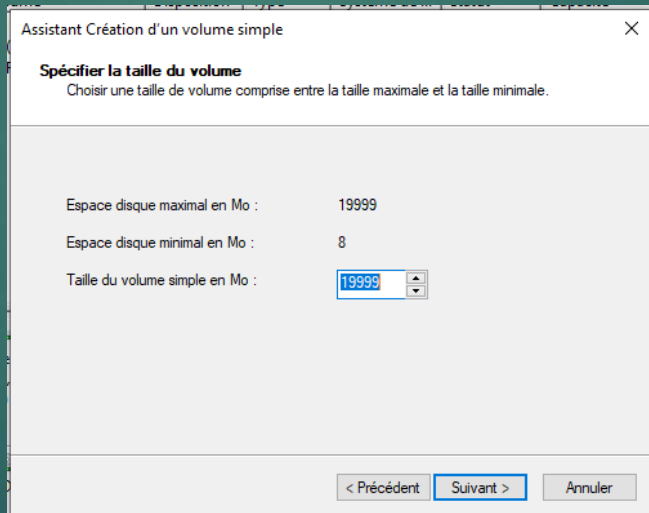 Assistant Création d'un volume simple
Spécifier la taille du volume
Choisir une taille de volume comprise entre la taille maximale et la taille minimale.
Espace disque maximal en Mo : 19999
Espace disque minimal en Mo : 8
Taille du volume simple en Mo : 19999
< Précédent Suivant > Annuler